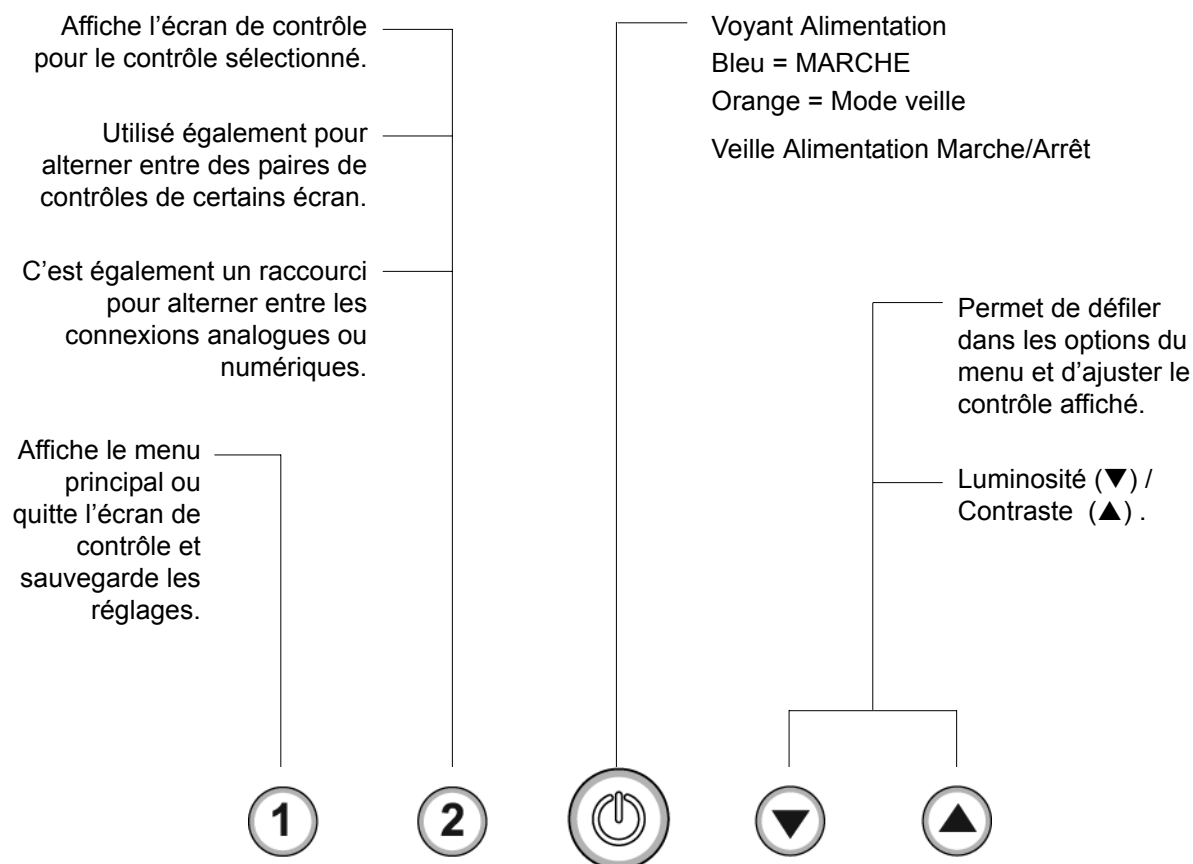 Affiche l’écran de contrôle
pour le contrôle sélectionné.
Utilisé également pour
alterner entre des paires de
contrôles de certains écran.
C’est également un raccourci
pour alterner entre les
connexions analogues ou
numériques.
Affiche le menu
principal ou
quitte l’écran de
contrôle et
sauvegarde les
réglages.
Voyant Alimentation
Bleu = MARCHE
Orange = Mode veille
Veille Alimentation Marche/Arrêt
Permet de défiler
dans les options du
menu et d’ajuster le
contrôle affiché.
Luminosité (▼) /
Contraste (▲) .
1
2